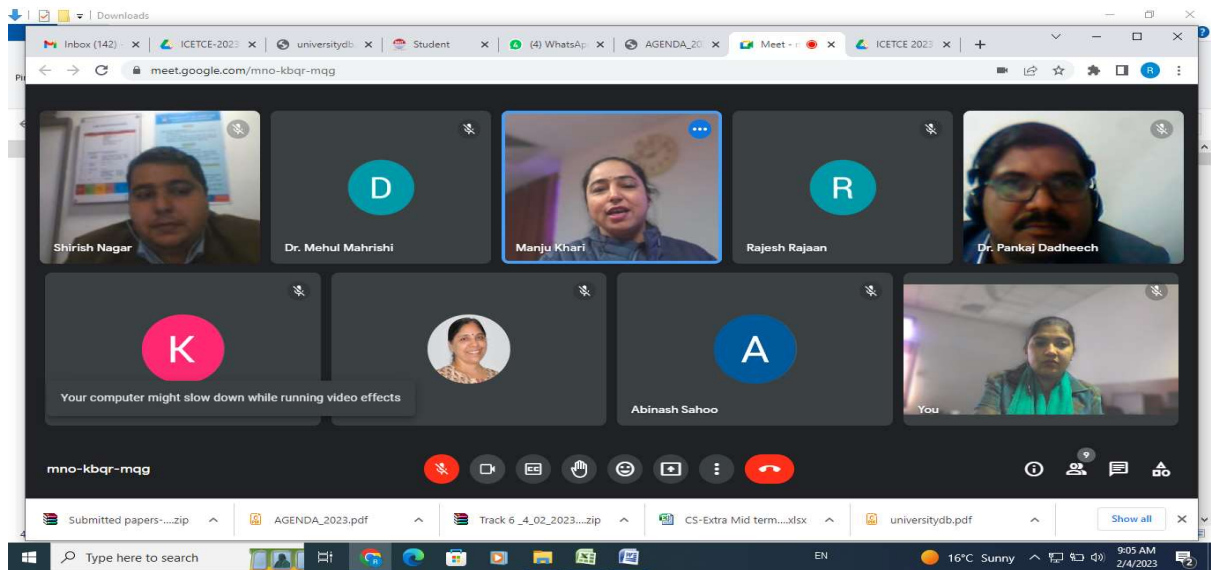 Downloads
Inbox (142) -
ICETCE-2023
universitydb.
Student
(4) WhatsAp
AGENDA_20
Meet -
ICETCE 2023
meet.google.com/mno-kbqr-mqg
R
Shirish Nagar
D
Dr. Mehul Mahrishi
Manju Khari
R
Rajesh Rajaan
Dr. Pankaj Dadheech
K
Your computer might slow down while running video effects
A
Abinash Sahoo
You
mno-kbqr-mqg
CC
9
Submitted papers-....zip
AGENDA_2023.pdf
Track 6 _4_02_2023....zip
CS-Extra Mid term....xlsx
universitydb.pdf
Show all
Type here to search
EN
16°C Sunny
9:05 AM
2/4/2023
2